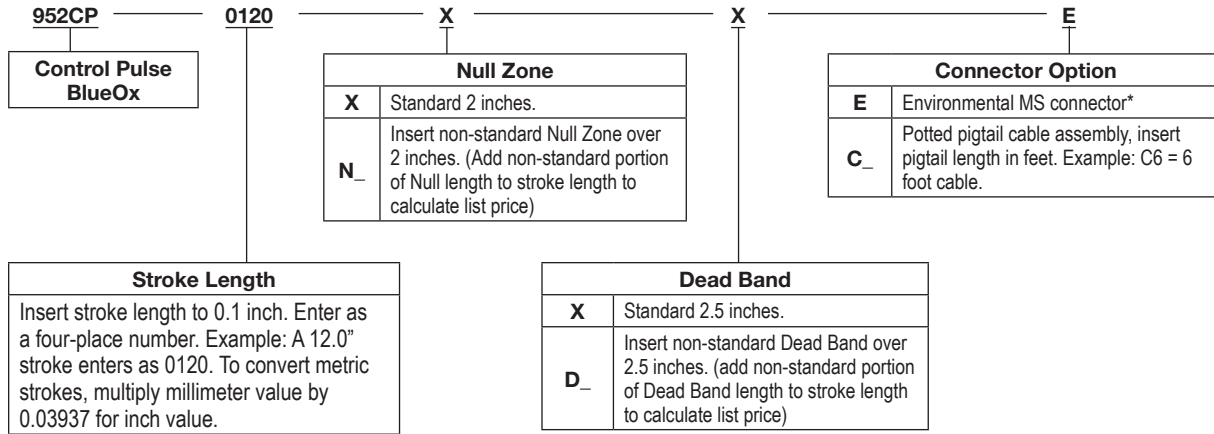 952CP 0120 X X E
Control Pulse
BlueOx
Null Zone
X Standard 2 inches.
N_ Insert non-standard Null Zone over
2 inches. (Add non-standard portion
of Null length to stroke length to
calculate list price)
Connector Option
E Environmental MS connector*
C_ Potted pigtail cable assembly, insert
pigtail length in feet. Example: C6 = 6
foot cable.
Stroke Length
Insert stroke length to 0.1 inch. Enter as
a four-place number. Example: A 12.0”
stroke enters as 0120. To convert metric
strokes, multiply millimeter value by
0.03937 for inch value.
Dead Band
X Standard 2.5 inches.
D_ Insert non-standard Dead Band over
2.5 inches. (add non-standard portion
of Dead Band length to stroke length
to calculate list price)